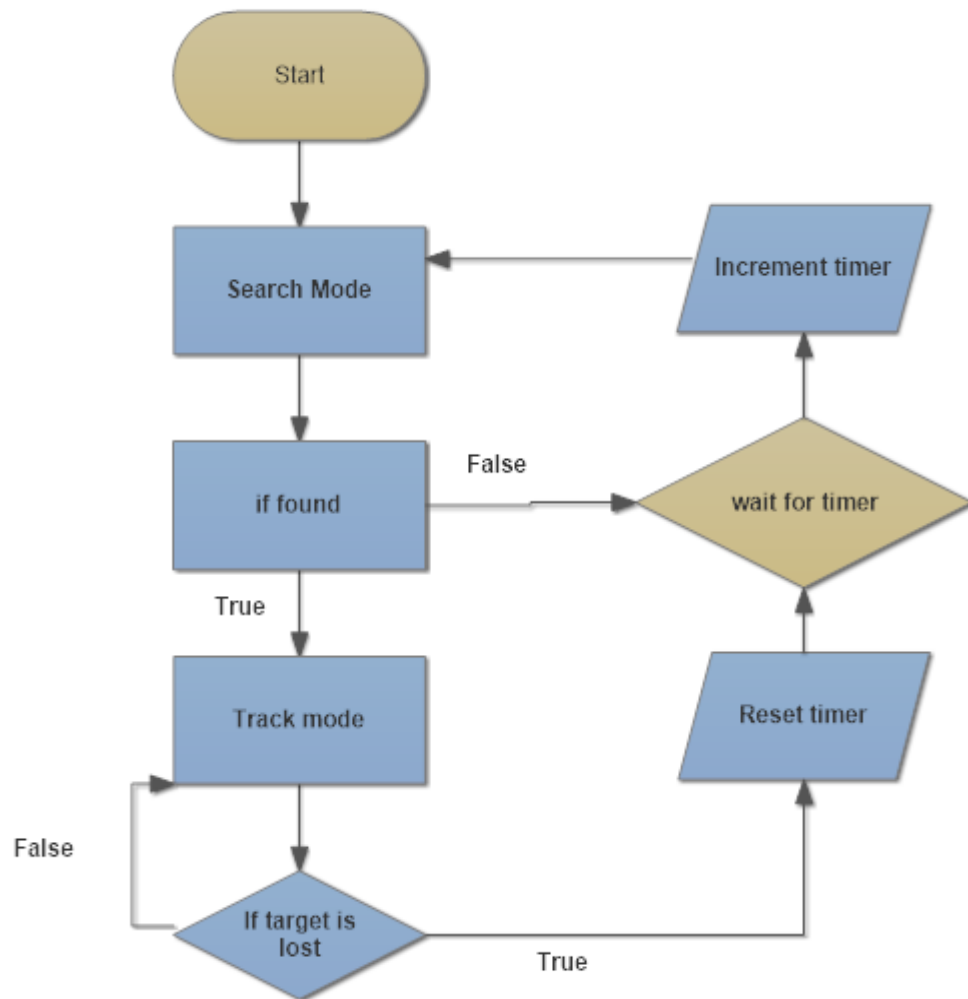 Start
Search Mode
Increment timer
if found
False
wait for timer
True
Track mode
Reset timer
False
If target is
lost
True